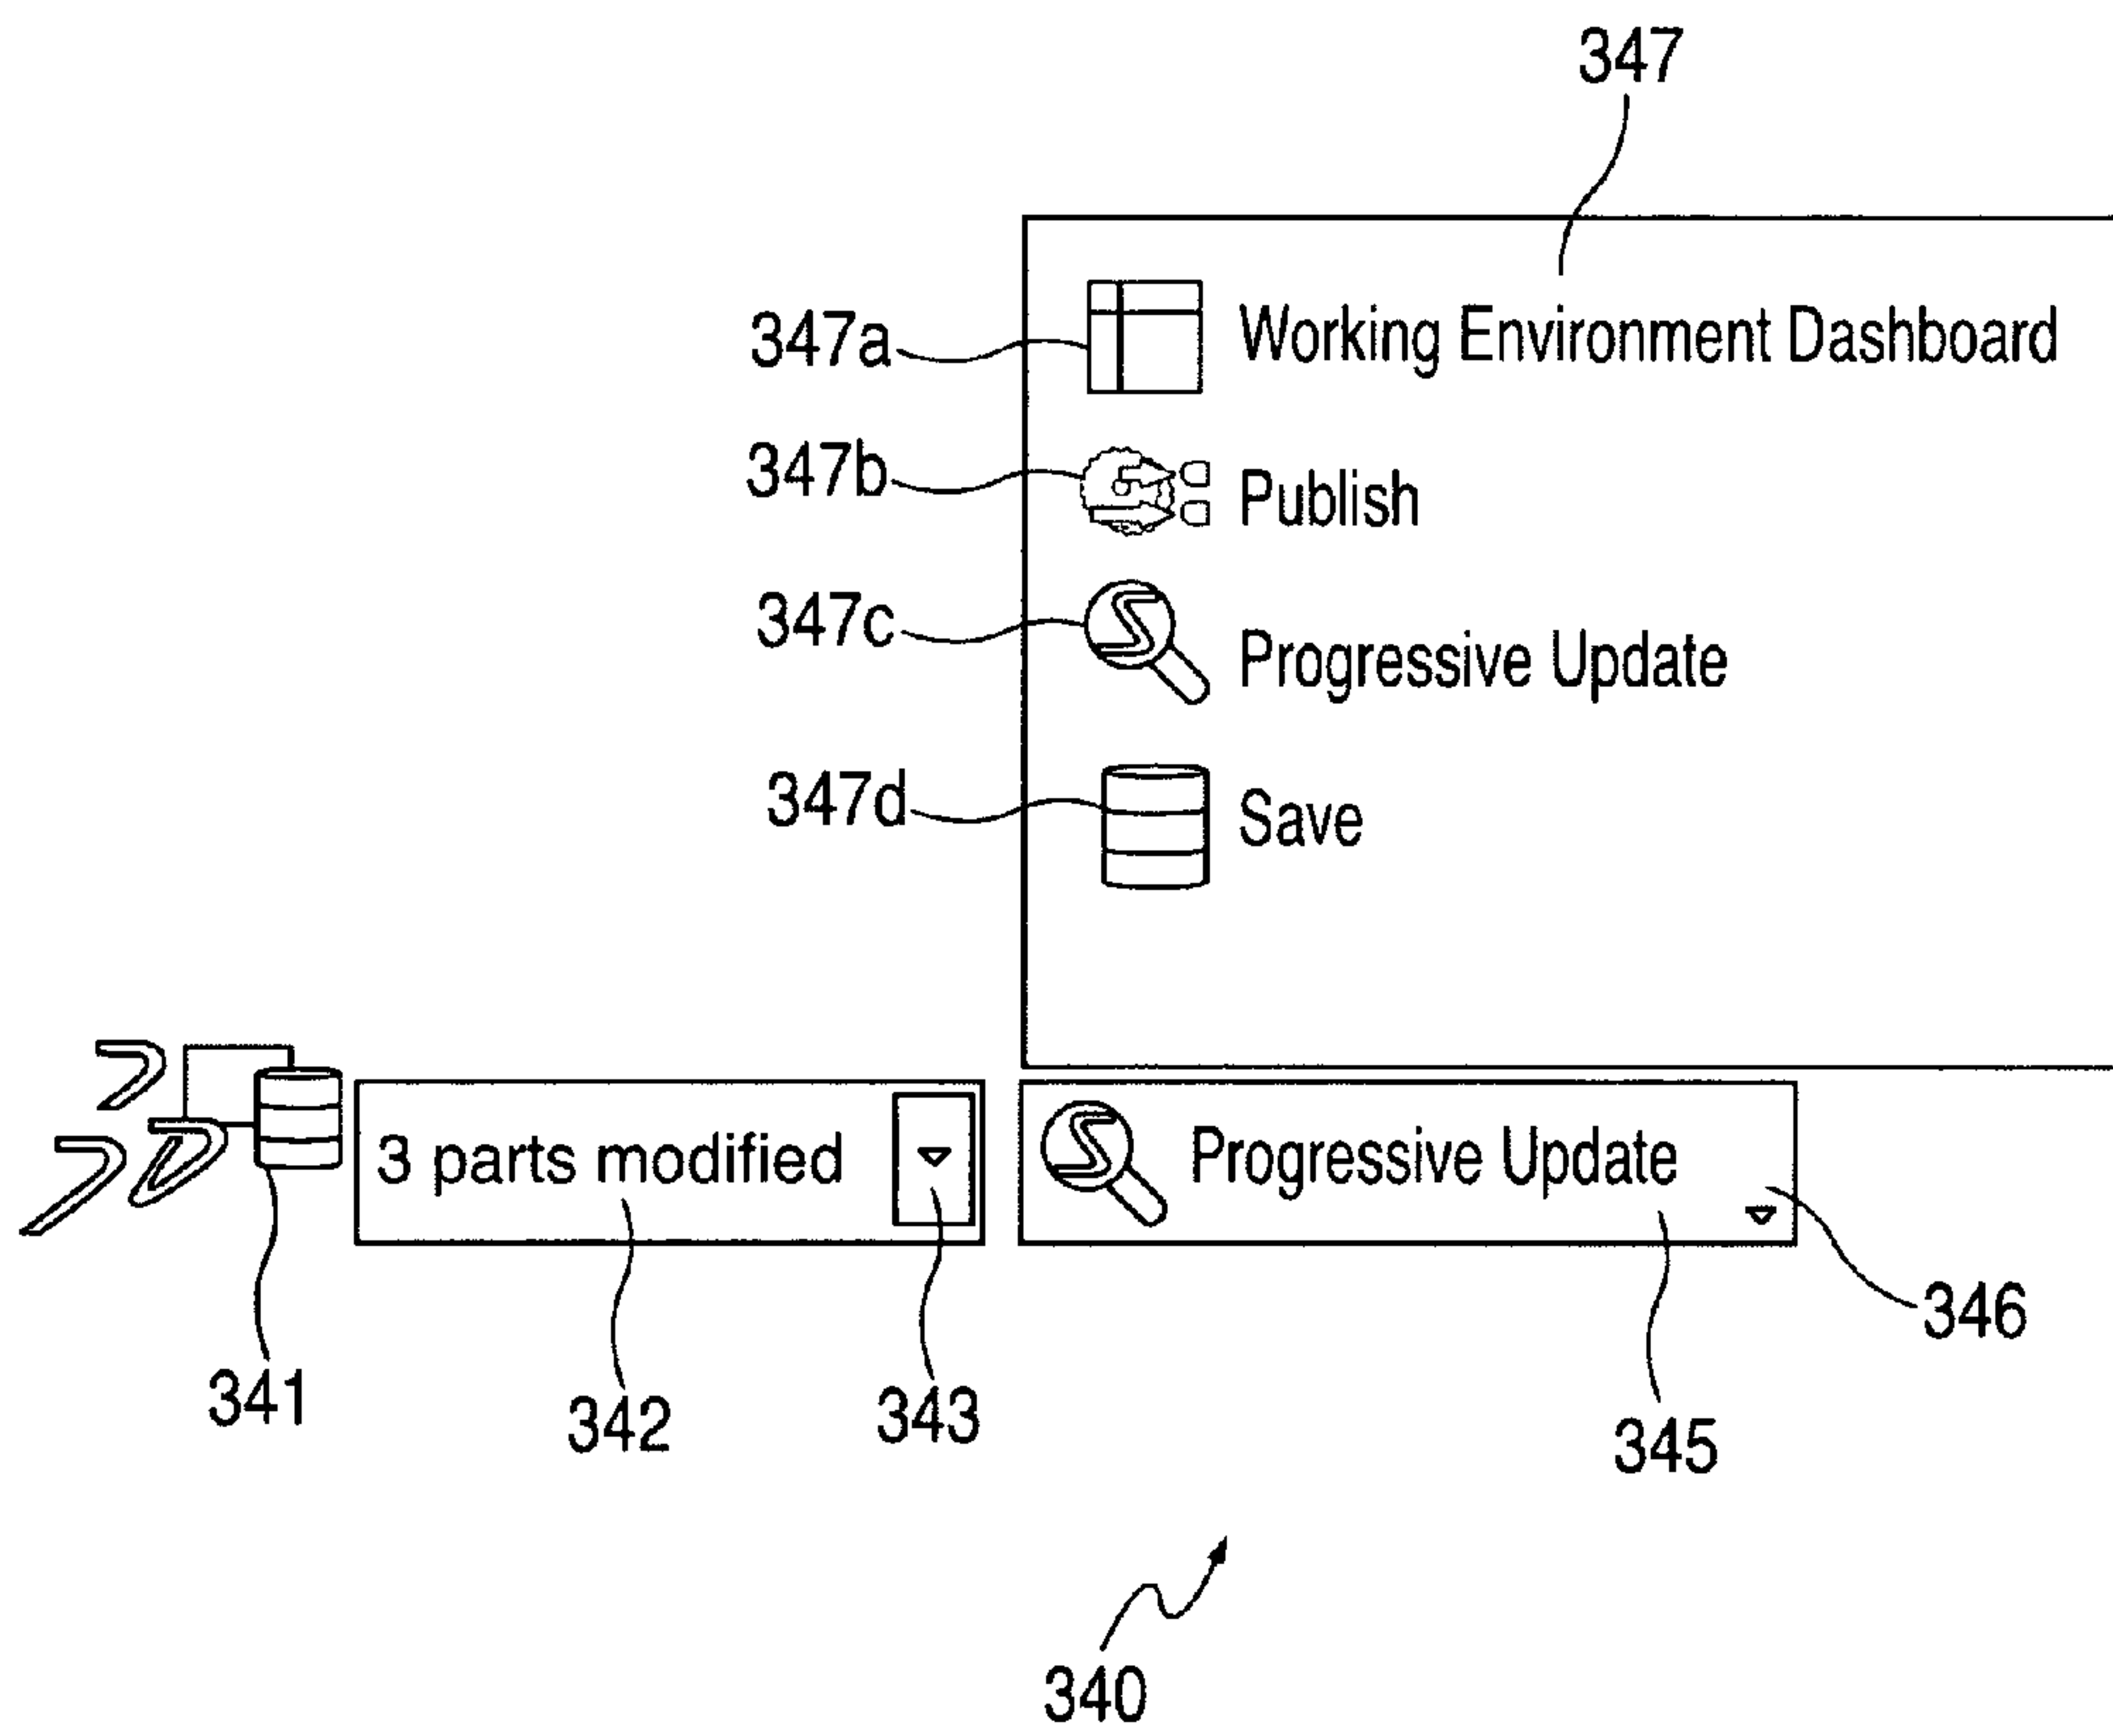 347
347a Working Environment Dashboard
347b Publish
347c Progressive Update
347d Save
3 parts modified Progressive Update
346
341 342 343 345
340